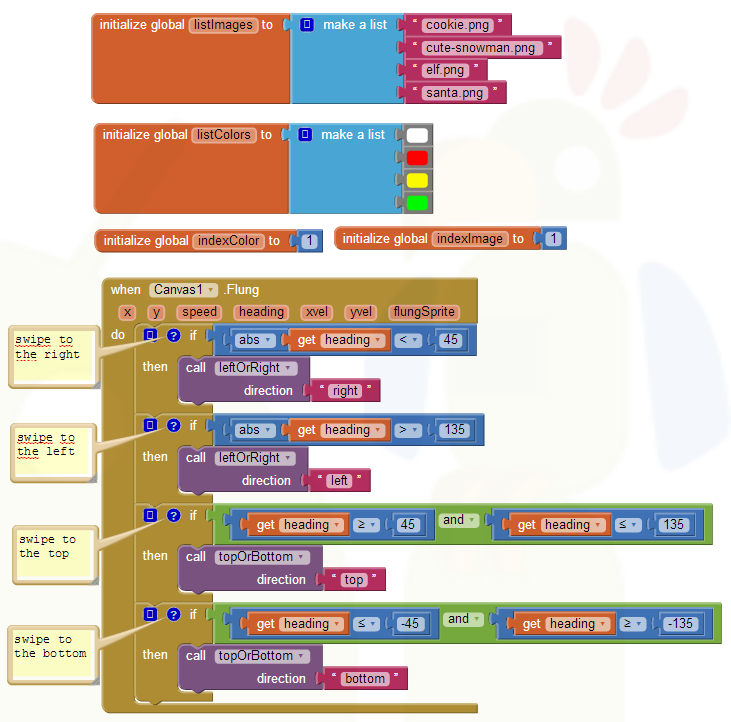 initialize global listImages to make a list " cookie.png "
" cute-snowman.png "
" elf.png "
" santa.png "
initialize global listColors to make a list
initialize global indexColor to 1
initialize global indexImage to 1
when Canvas1 .Flung
x y speed heading xvel yvel flungSprite
swipe to
the right
do ? if abs get heading < 45
then call leftOrRight
direction " right "
swipe to
the left
? if abs get heading > 135
then call leftOrRight
direction " left "
swipe to
the top
? if get heading ≥ 45 and get heading ≤ 135
then call topOrBottom
direction " top "
swipe to
the bottom
? if get heading ≤ -45 and get heading ≥ -135
then call topOrBottom
direction " bottom "